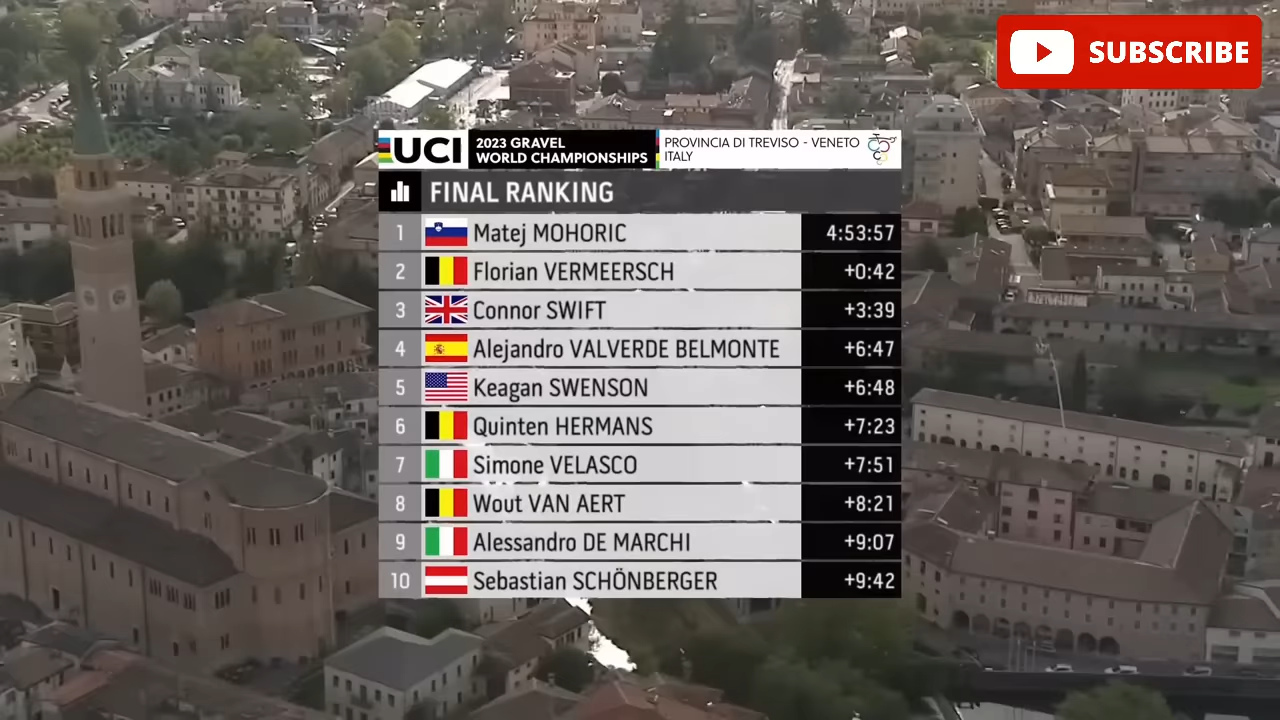 SUBSCRIBE
UCI
2023 GRAVEL
WORLD CHAMPIONSHIPS
PROVINCIA DI TREVISO - VENETO
ITALY
FINAL RANKING
1 Matej MOHORIC 4:53:57
2 Florian VERMEERSCH +0:42
3 Connor SWIFT +3:39
4 Alejandro VALVERDE BELMONTE +6:47
5 Keagan SWENSON +6:48
6 Quinten HERMANS +7:23
7 Simone VELASCO +7:51
8 Wout VAN AERT +8:21
9 Alessandro DE MARCHI +9:07
10 Sebastian SCHÖNBERGER +9:42